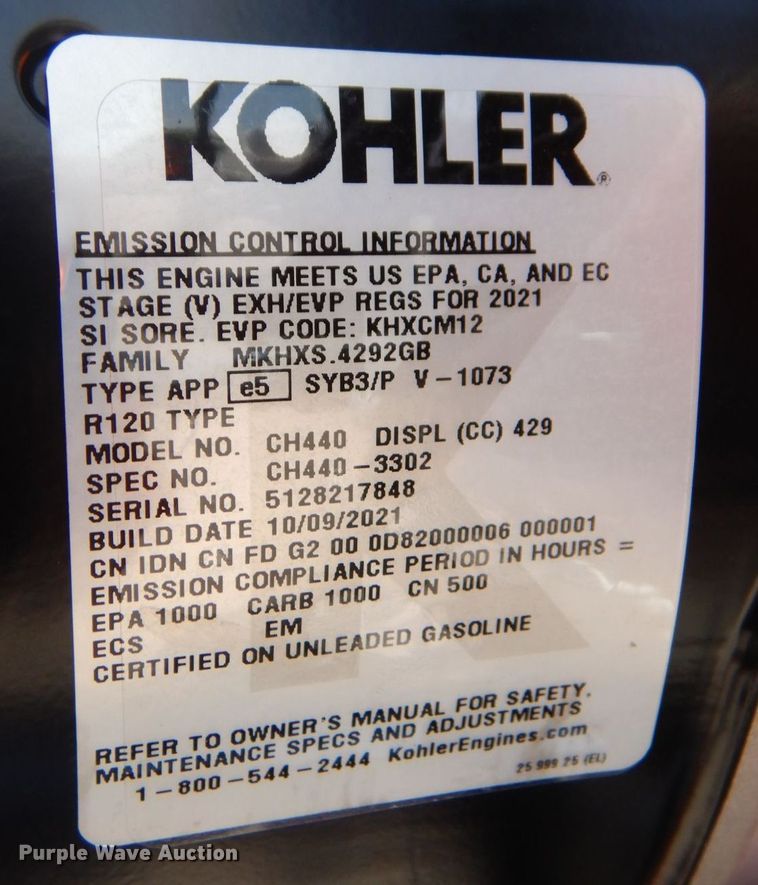 KOHLER®
EMISSION CONTROL INFORMATION
THIS ENGINE MEETS US EPA, CA, AND EC
STAGE (V) EXH/EVP REGS FOR 2021
SI SORE. EVP CODE: KHXCM12
FAMILY MKHXS.4292GB
TYPE APP e5 SYB3/P V-1073
R120 TYPE
MODEL NO. CH440 DISPL (CC) 429
SPEC NO. CH440-3302
SERIAL NO. 5128217848
BUILD DATE 10/09/2021
CN IDN CN FD G2 00 0D82000006 000001
EMISSION COMPLIANCE PERIOD IN HOURS =
EPA 1000 CARB 1000 CN 500
ECS EM
CERTIFIED ON UNLEADED GASOLINE
REFER TO OWNER'S MANUAL FOR SAFETY,
MAINTENANCE SPECS AND ADJUSTMENTS
1-800-544-2444 KohlerEngines.com
25 999 25 (EL)
Purple Wave Auction